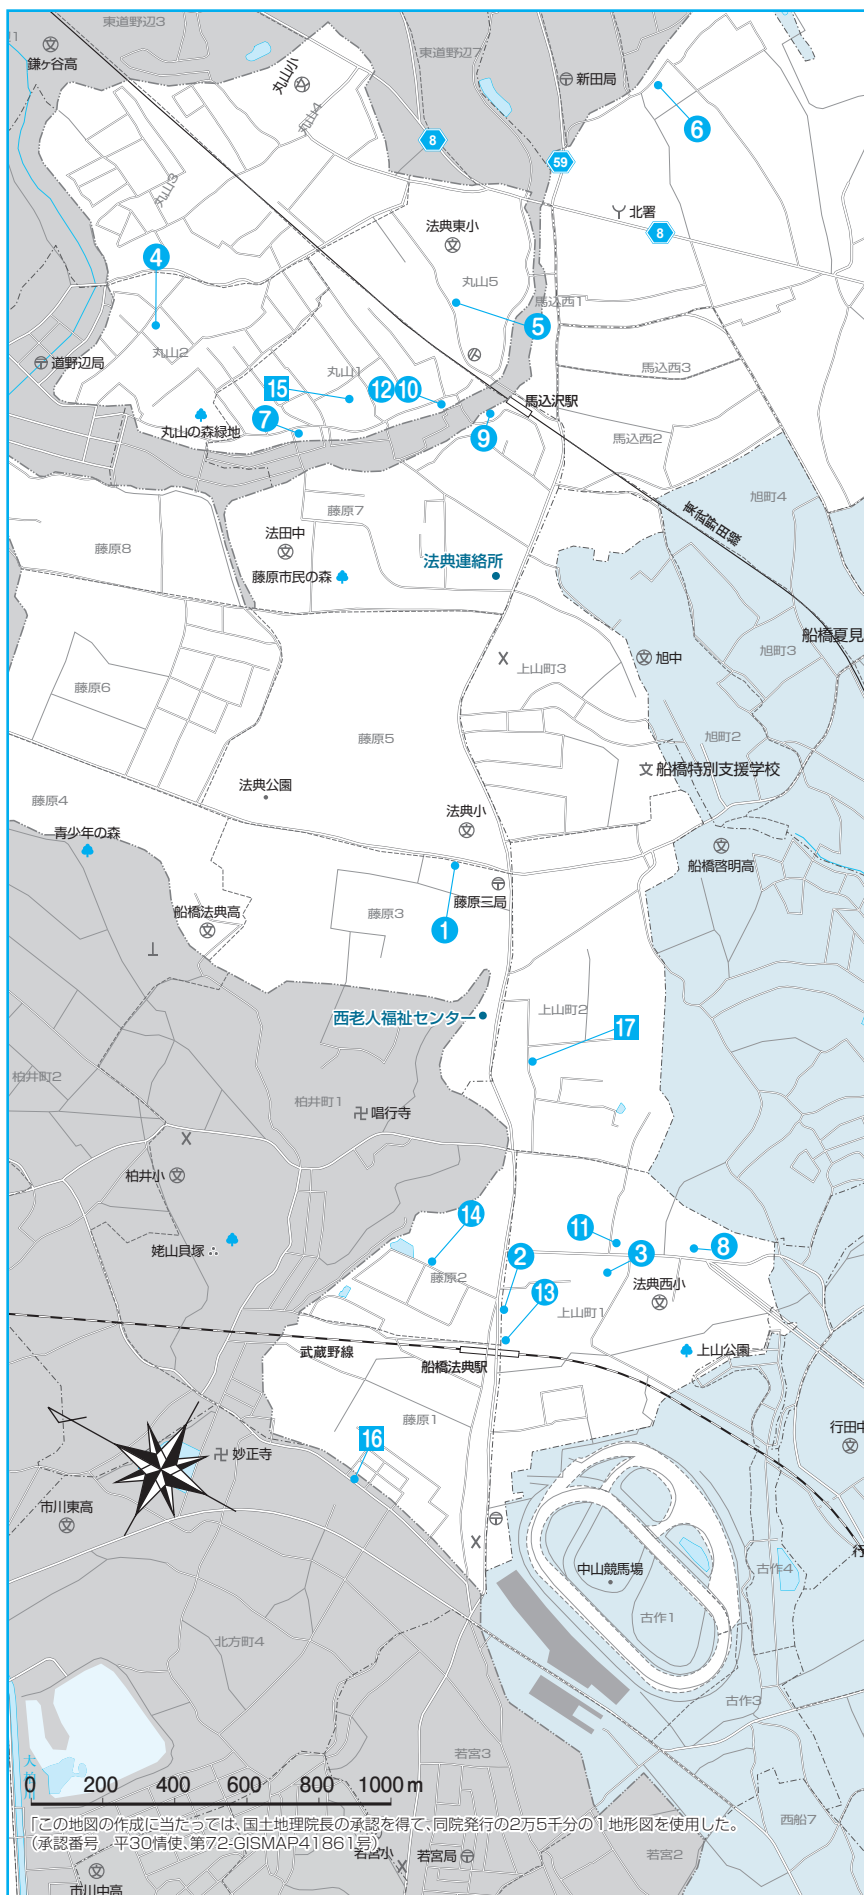 東道野辺3
鎌ヶ谷高
丸山小
丸山4
東道野辺7
新田局
8
59
6
丸山3
北署
8
法典東小
4
丸山5
馬込西1
5
丸山2
道野辺局
丸山1
馬込西3
15
12
10
馬込沢駅
7
丸山の森緑地
9
馬込西2
旭町4
東武野田線
藤原7
藤原8
法田中
法典連絡所
藤原市民の森
船橋夏見
旭町3
旭中
上山町3
藤原6
藤原5
旭町2
船橋特別支援学校
法典公園
藤原4
法典小
青少年の森
船橋啓明高
藤原三局
船橋法典高
藤原3
1
西老人福祉センター
上山町2
17
柏井町2
柏井町1
唱行寺
柏井小
姥山貝塚
14
11
8
2
3
藤原2
法典西小
13
上山町1
武蔵野線
船橋法典駅
上山公園
藤原1
16
行田中
妙正寺
市川東高
行
中山競馬場
古作4
古作1
北方町4
古作3
若宮3
大柏川
0 200 400 600 800 1000m
「この地図の作成に当たっては、国土地理院長の承認を得て、同院発行の2万5千分の1地形図を使用した。
(承認番号 平30情使、第72-GISMAP41861号)
西船7
若宮小
若宮局
若宮2
市川中高